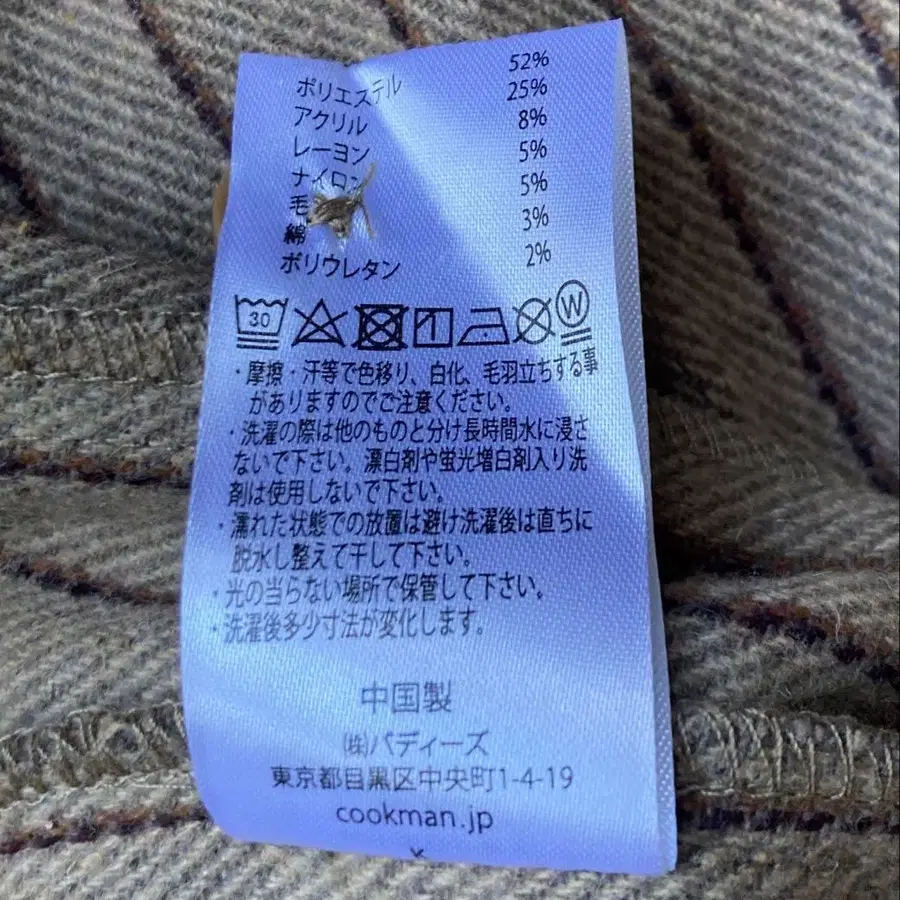 ポリエステル 52%
アクリル 25%
レーヨン 8%
ナイロン 5%
毛 5%
綿 3%
ポリウレタン 2%
30 W
・摩擦・汗等で色移り、白化、毛羽立ちする事
がありますのでご注意ください。
・洗濯の際は他のものと分け長時間水に浸さ
ないで下さい。漂白剤や蛍光増白剤入り洗
剤は使用しないで下さい。
・濡れた状態での放置は避け洗濯後は直ちに
脱水し整えて干して下さい。
・光の当らない場所で保管して下さい。
・洗濯後多少寸法が変化します。
中国製
㈱バディーズ
東京都目黒区中央町1-4-19
cookman.jp